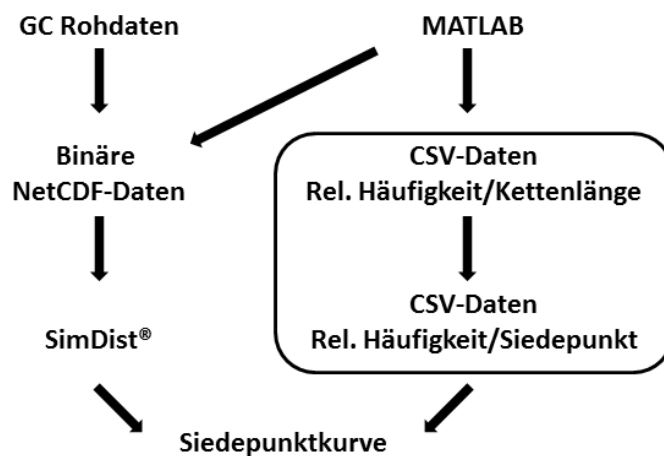 GC Rohdaten
MATLAB
Binäre
NetCDF-Daten
CSV-Daten
Rel. Häufigkeit/Kettenlänge
SimDist®
CSV-Daten
Rel. Häufigkeit/Siedepunkt
Siedepunktkurve